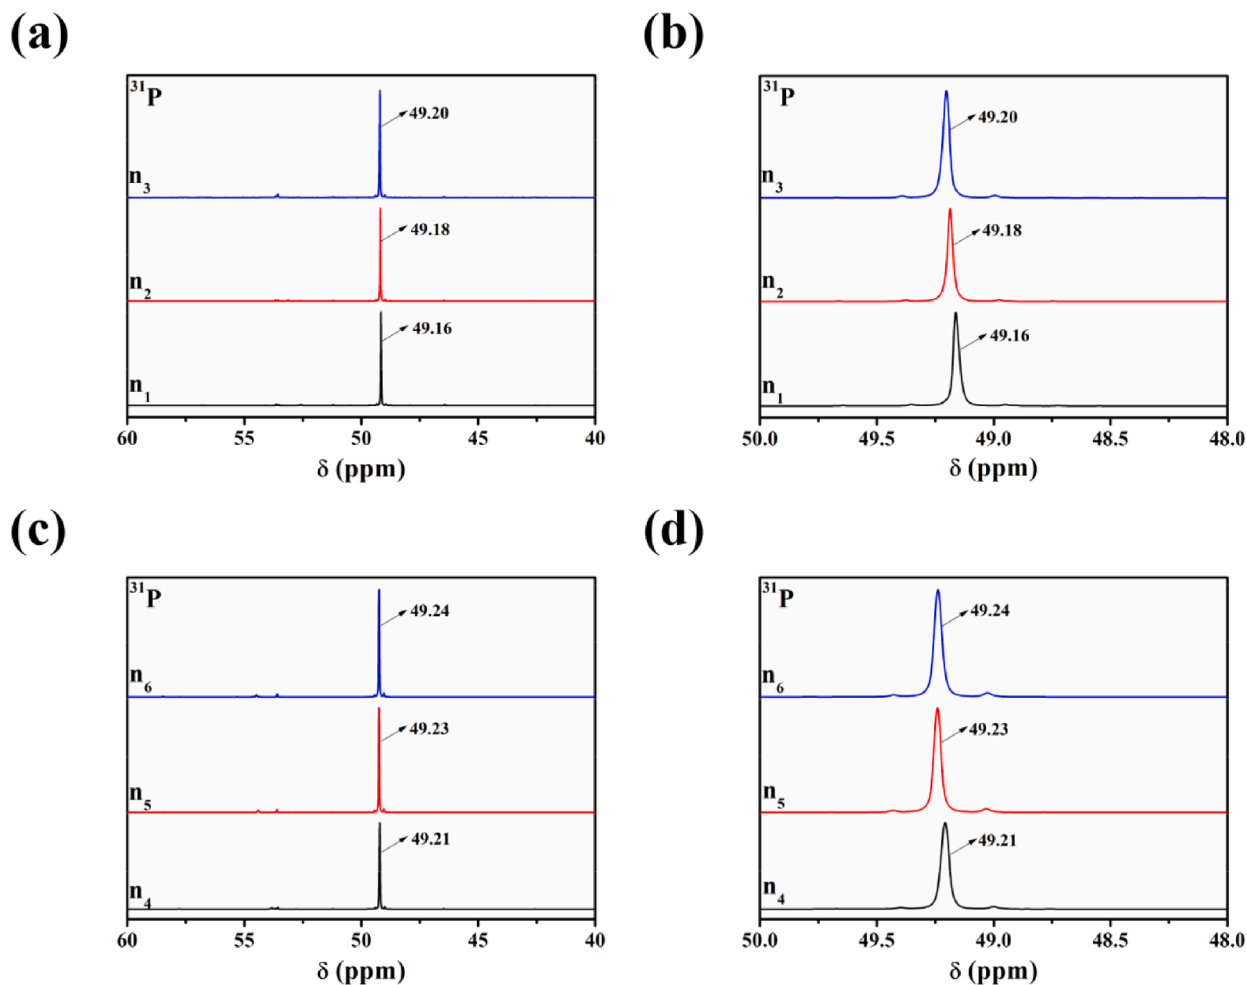 (a)
³¹P
49.20
n₃
49.18
n₂
49.16
n₁
60 55 50 45 40
δ (ppm)
(b)
³¹P
49.20
n₃
49.18
n₂
49.16
n₁
50.0 49.5 49.0 48.5 48.0
δ (ppm)
(c)
³¹P
49.24
n₆
49.23
n₅
49.21
n₄
60 55 50 45 40
δ (ppm)
(d)
³¹P
49.24
n₆
49.23
n₅
49.21
n₄
50.0 49.5 49.0 48.5 48.0
δ (ppm)